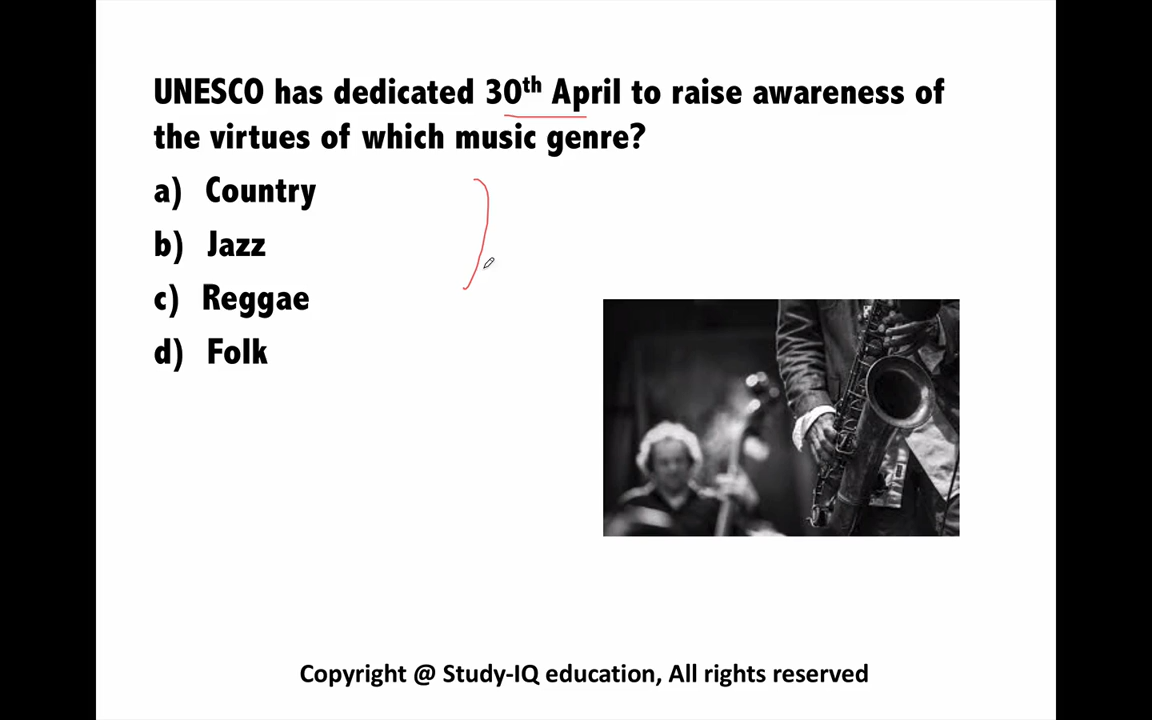 UNESCO has dedicated 30th April to raise awareness of
the virtues of which music genre?
a) Country
b) Jazz
c) Reggae
d) Folk
Copyright @ Study-IQ education, All rights reserved